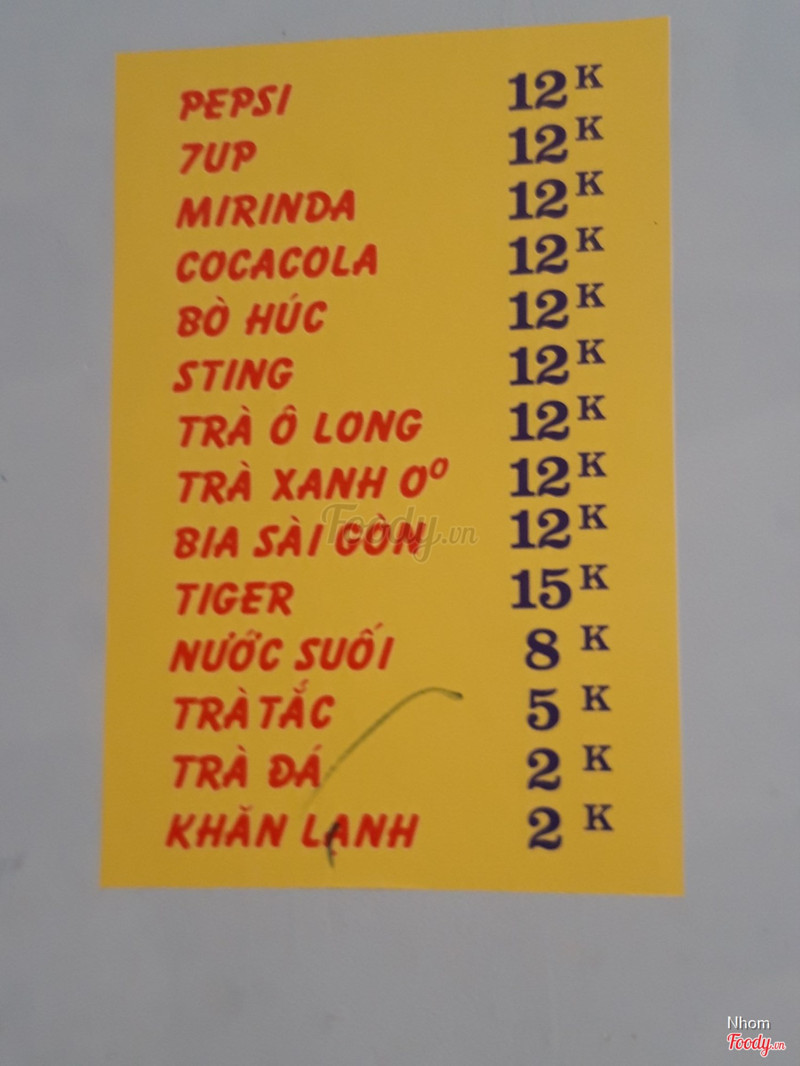 PEPSI 12K
7UP 12K
MIRINDA 12K
COCACOLA 12K
BÒ HÚC 12K
STING 12K
TRÀ Ô LONG 12K
TRÀ XANH O° 12K
BIA SÀI GÒN 12K
TIGER 15K
NƯỚC SUỐI 8K
TRÀ TẮC 5K
TRÀ ĐÁ 2K
KHĂN LANH 2K
Foody.vn
Nhom
Foody.vn